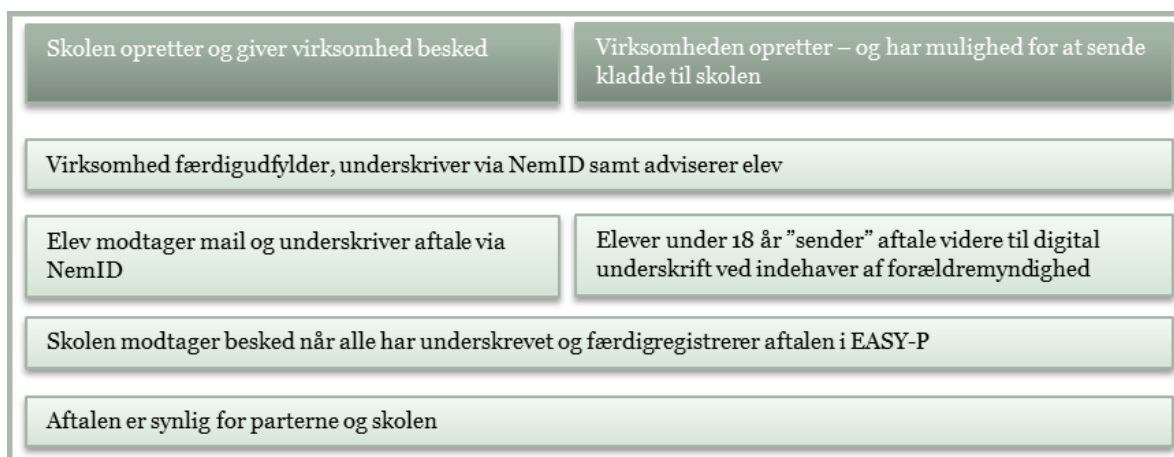 Skolen opretter og giver virksomhed besked
Virksomheden opretter – og har mulighed for at sende
kladde til skolen
Virksomhed færdigudfylder, underskriver via NemID samt adviserer elev
Elev modtager mail og underskriver aftale via
NemID
Elever under 18 år ”sender” aftale videre til digital
underskrift ved indehaver af forældremyndighed
Skolen modtager besked når alle har underskrevet og færdigregistrerer aftalen i EASY-P
Aftalen er synlig for parterne og skolen